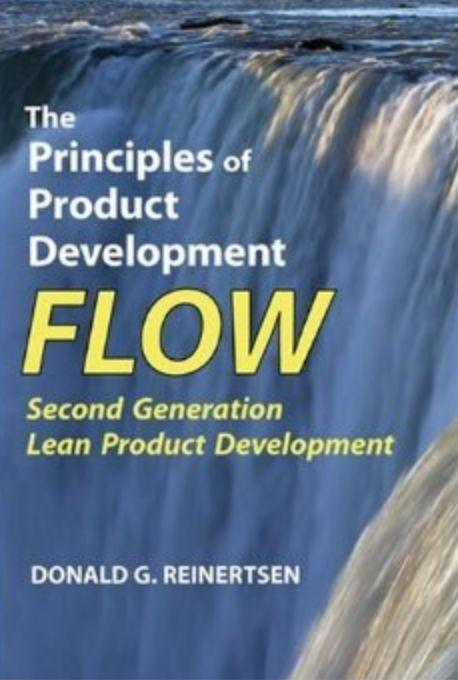 The
Principles of
Product
Development
FLOW
Second Generation
Lean Product Development
DONALD G. REINERTSEN